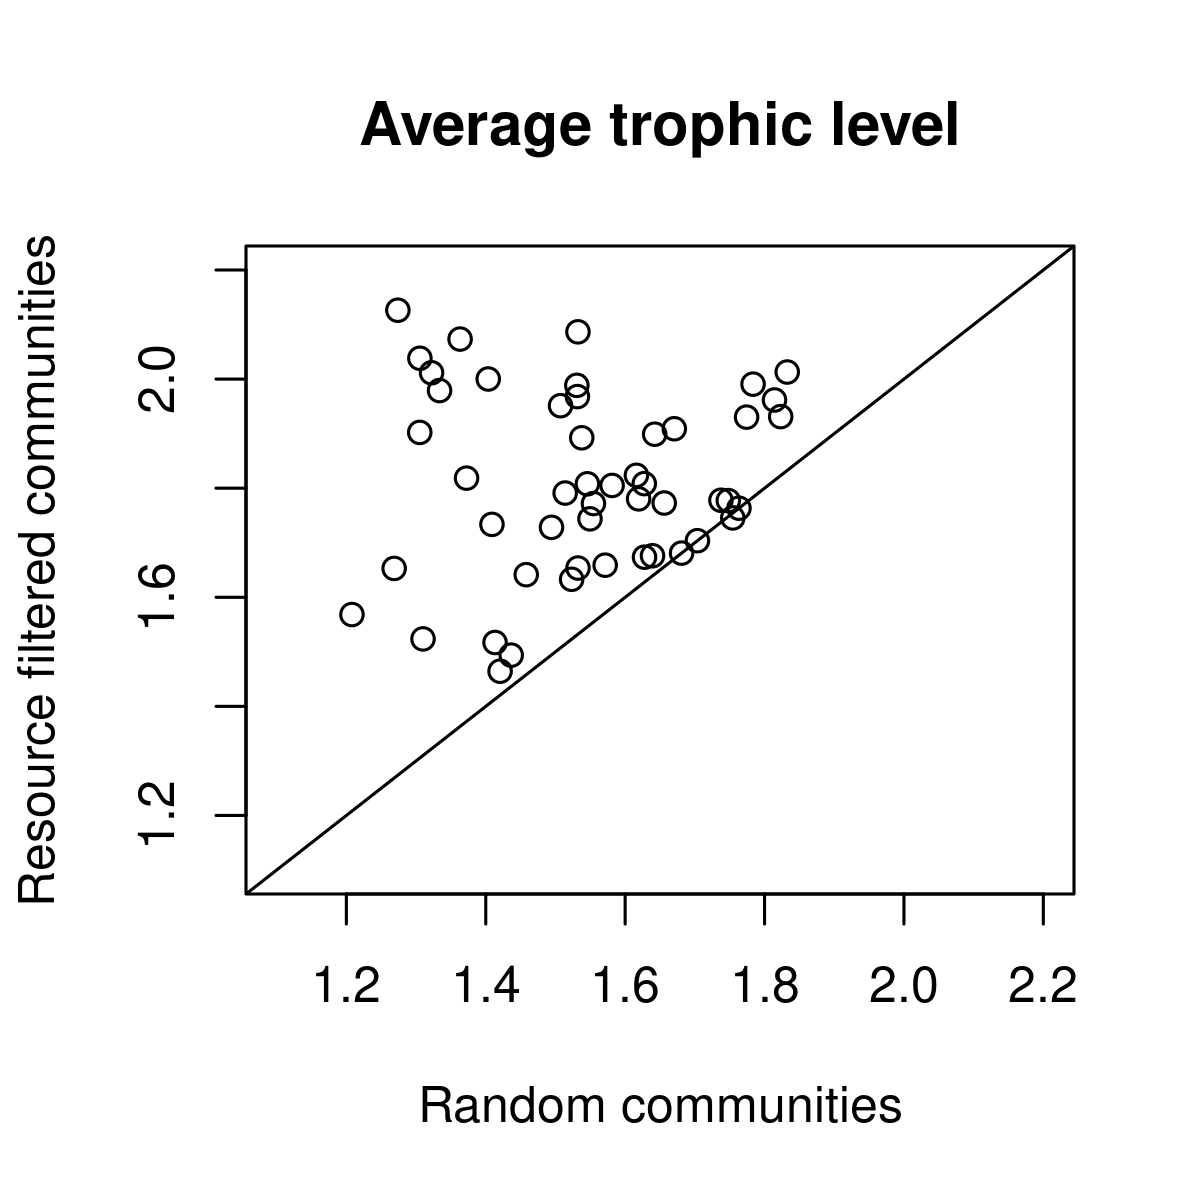 Average trophic level
Resource filtered communities
2.0
1.6
1.2
1.2 1.4 1.6 1.8 2.0 2.2
Random communities